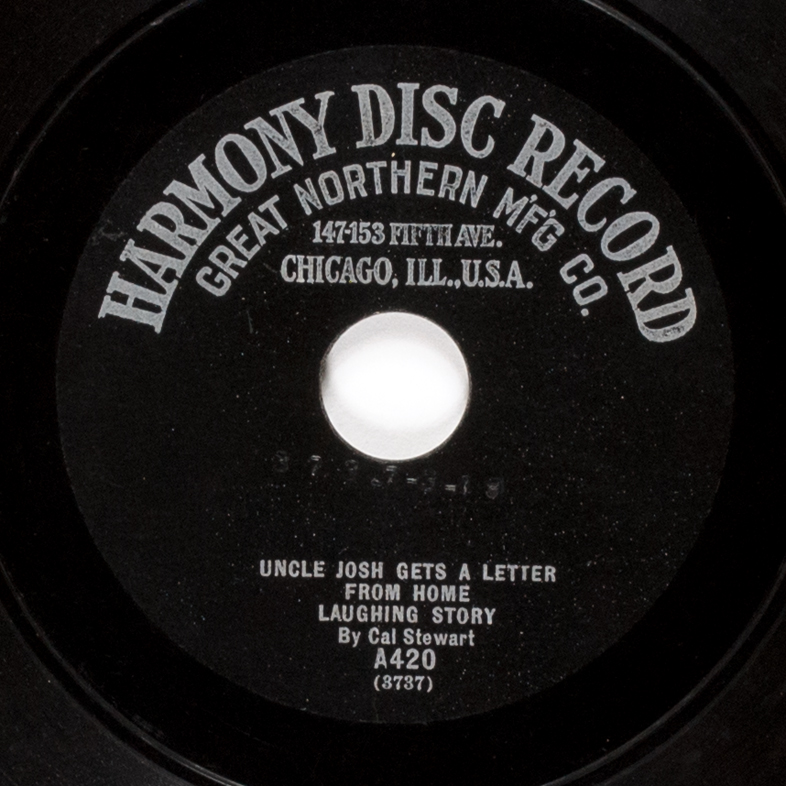 HARMONY DISC RECORD
GREAT NORTHERN M'F'G CO.
147-153 FIFTH AVE.
CHICAGO, ILL., U.S.A.
UNCLE JOSH GETS A LETTER
FROM HOME
LAUGHING STORY
By Cal Stewart
A420
(3737)